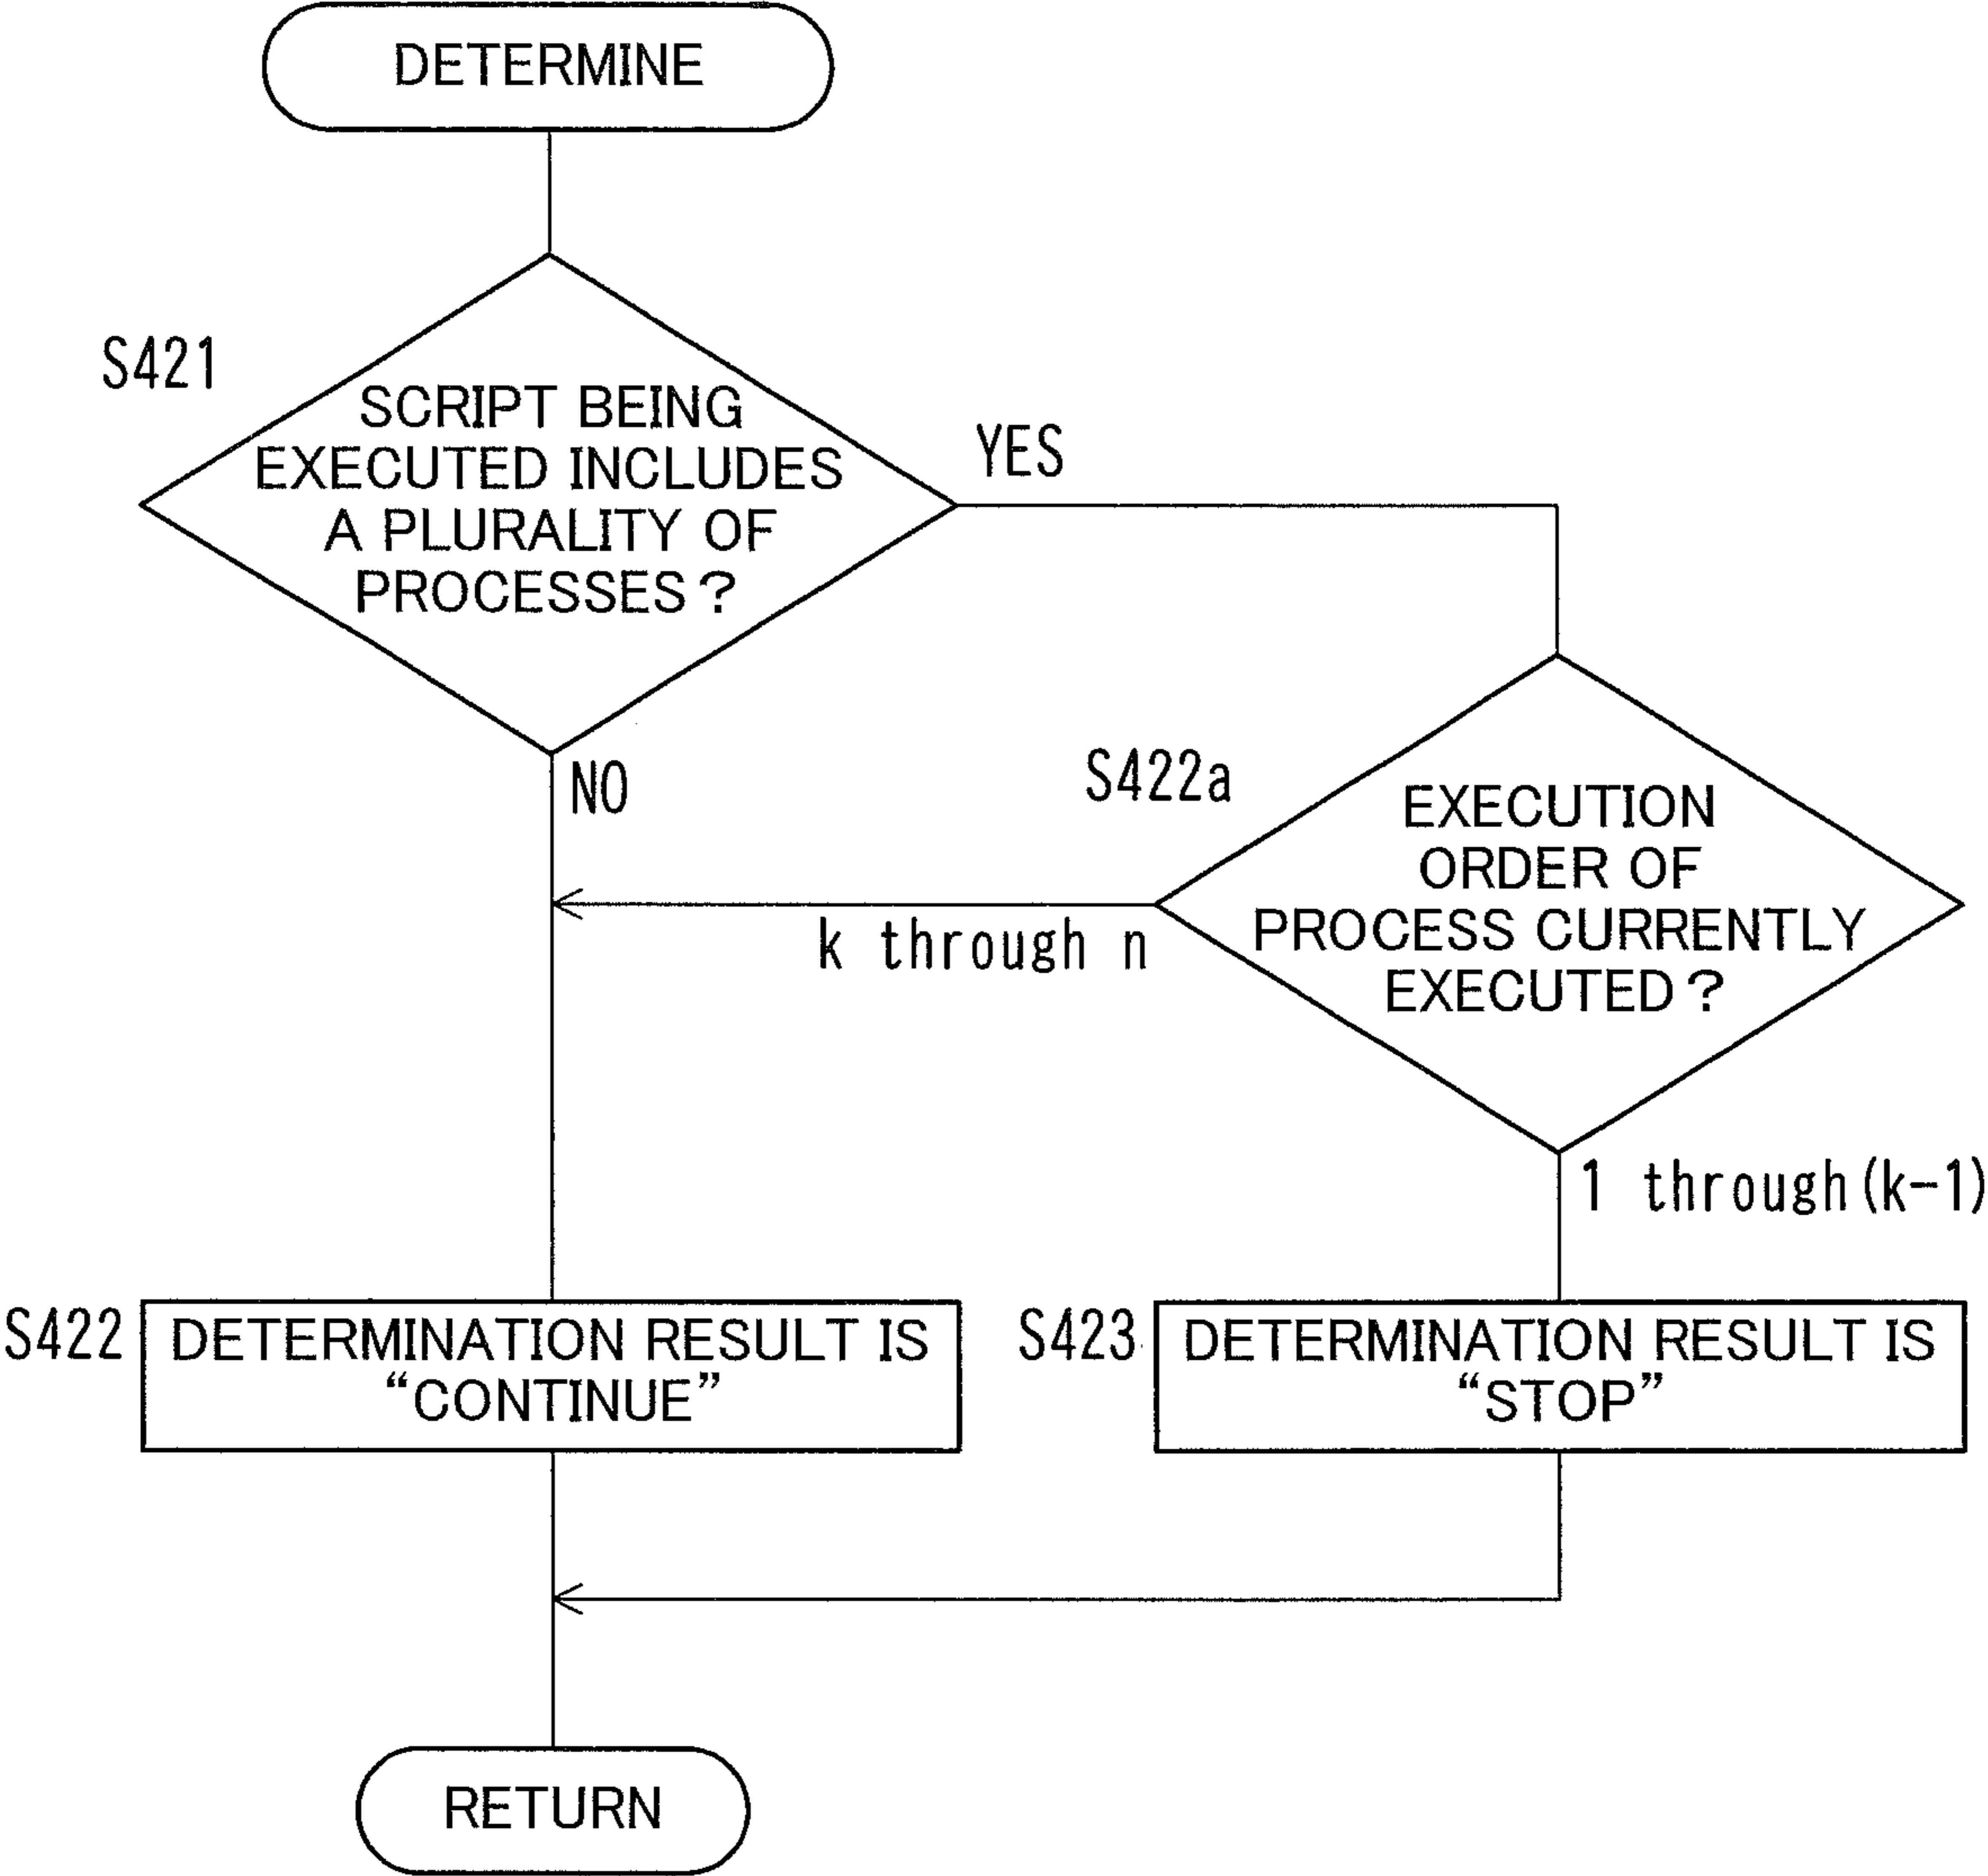 DETERMINE
S421
SCRIPT BEING
EXECUTED INCLUDES
A PLURALITY OF
PROCESSES?
YES
NO
S422a
EXECUTION
ORDER OF
PROCESS CURRENTLY
EXECUTED?
k through n
1 through(k-1)
S422
DETERMINATION RESULT IS
“CONTINUE”
S423
DETERMINATION RESULT IS
“STOP”
RETURN